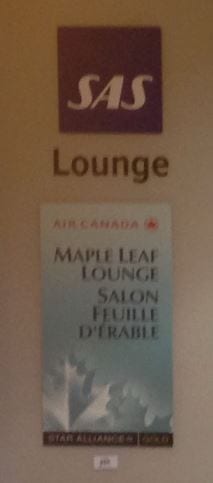 SAS
Lounge
AIR CANADA
MAPLE LEAF
LOUNGE
SALON
FEUILLE
D'ÉRABLE
STAR ALLIANCE GOLD